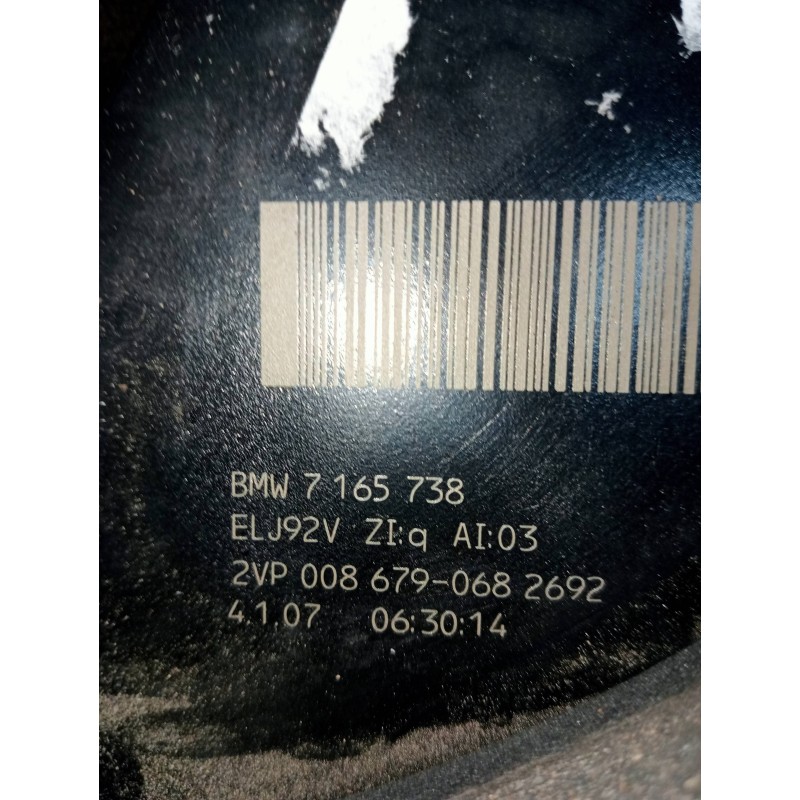 BMW 7 165 738
ELJ92V ZI:q AI:03
2VP 008 679-068 2692
4.1.07 06:30:14